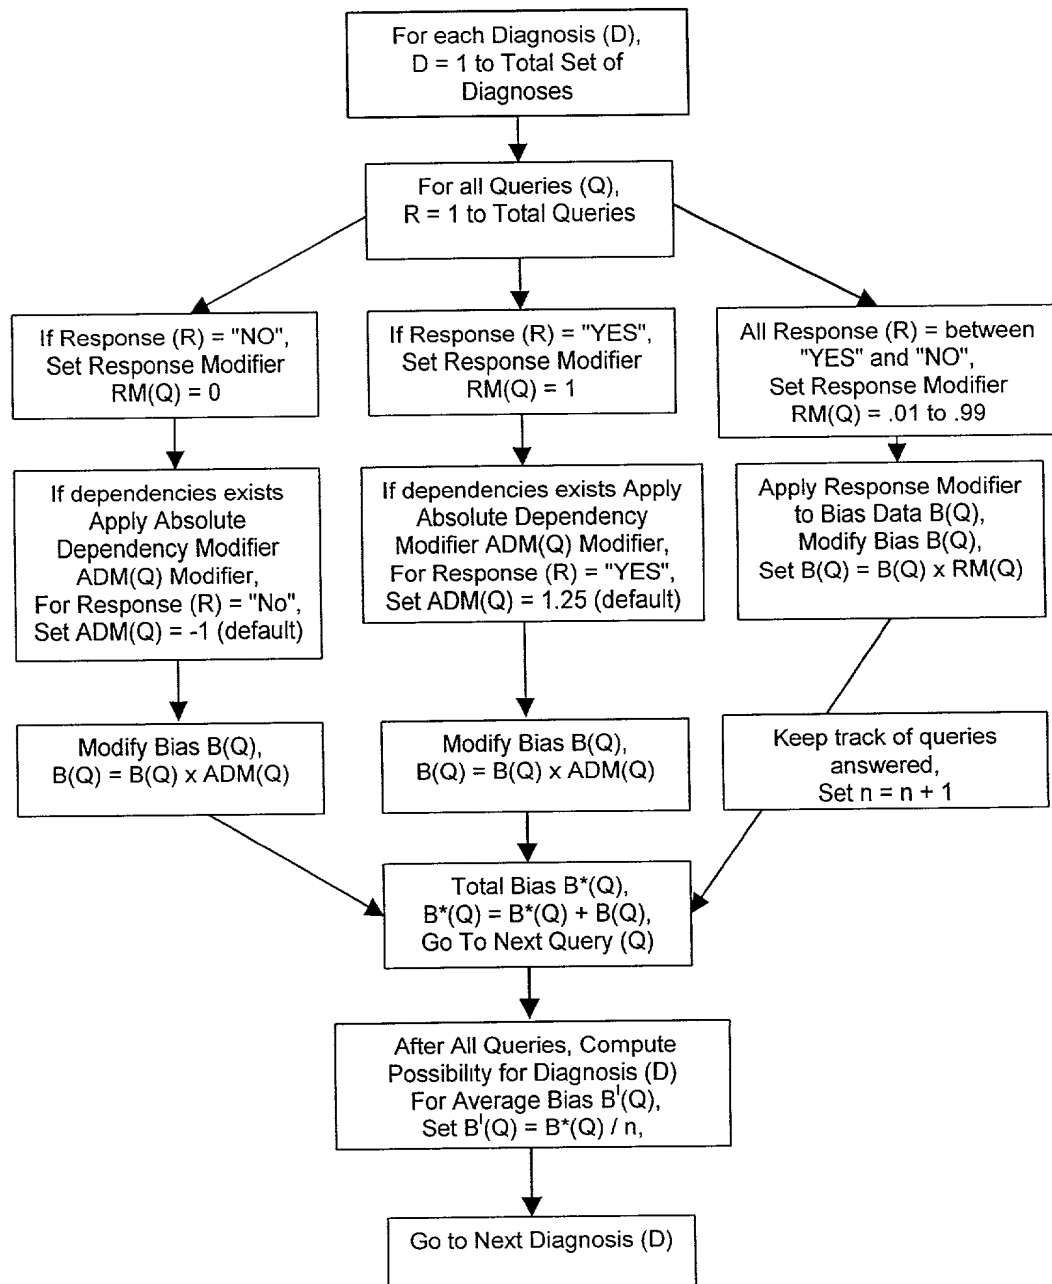 For each Diagnosis (D),
D = 1 to Total Set of
Diagnoses
For all Queries (Q),
R = 1 to Total Queries
If Response (R) = "NO",
Set Response Modifier
RM(Q) = 0
If Response (R) = "YES",
Set Response Modifier
RM(Q) = 1
All Response (R) = between
"YES" and "NO",
Set Response Modifier
RM(Q) = .01 to .99
If dependencies exists
Apply Absolute
Dependency Modifier
ADM(Q) Modifier,
For Response (R) = "No",
Set ADM(Q) = -1 (default)
If dependencies exists Apply
Absolute Dependency
Modifier ADM(Q) Modifier,
For Response (R) = "YES",
Set ADM(Q) = 1.25 (default)
Apply Response Modifier
to Bias Data B(Q),
Modify Bias B(Q),
Set B(Q) = B(Q) x RM(Q)
Modify Bias B(Q),
B(Q) = B(Q) x ADM(Q)
Modify Bias B(Q),
B(Q) = B(Q) x ADM(Q)
Keep track of queries
answered,
Set n = n + 1
Total Bias B*(Q),
B*(Q) = B*(Q) + B(Q),
Go To Next Query (Q)
After All Queries, Compute
Possibility for Diagnosis (D)
For Average Bias B'(Q),
Set B'(Q) = B*(Q) / n,
Go to Next Diagnosis (D)